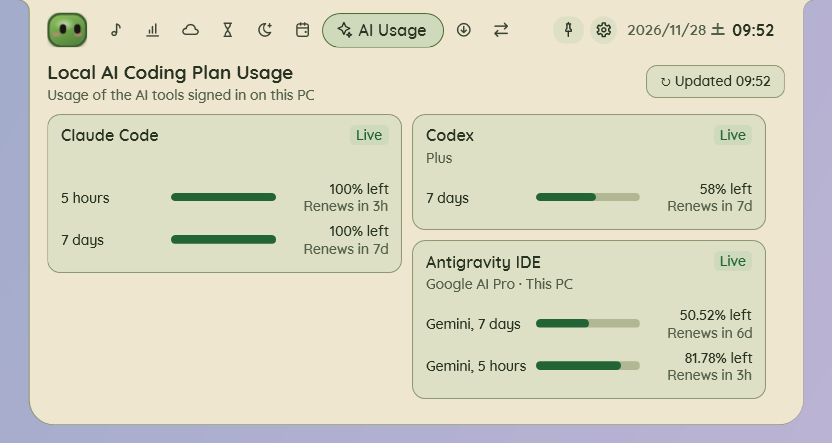 AI Usage
2026/11/28 土 09:52
Local AI Coding Plan Usage
Usage of the AI tools signed in on this PC
Updated 09:52
Claude Code
Live
5 hours
100% left
Renews in 3h
7 days
100% left
Renews in 7d
Codex
Live
Plus
7 days
58% left
Renews in 7d
Antigravity IDE
Live
Google AI Pro · This PC
Gemini, 7 days
50.52% left
Renews in 6d
Gemini, 5 hours
81.78% left
Renews in 3h